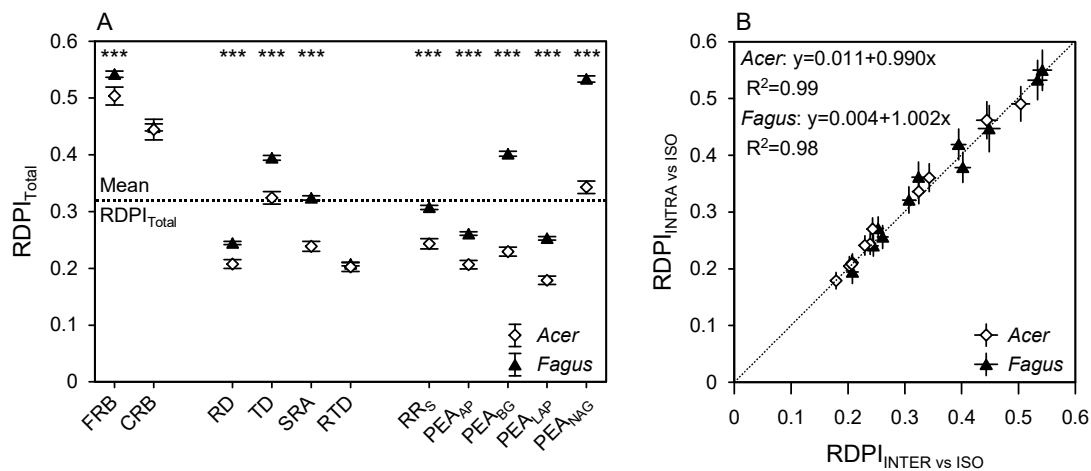 A
*** *** *** *** *** *** *** *** ***
RDPI_Total
0.6
0.5
0.4
0.3
0.2
0.1
0
Mean
RDPI_Total
Acer
Fagus
FRB
CRB
RD
TD
SRA
RTD
RR_S
PEA_AP
PEA_BG
PEA_LAP
PEA_NAG
B
RDPI_INTRA vs ISO
0.6
0.5
0.4
0.3
0.2
0.1
0
Acer: y=0.011+0.990x
R²=0.99
Fagus: y=0.004+1.002x
R²=0.98
Acer
Fagus
0 0.1 0.2 0.3 0.4 0.5 0.6
RDPI_INTER vs ISO